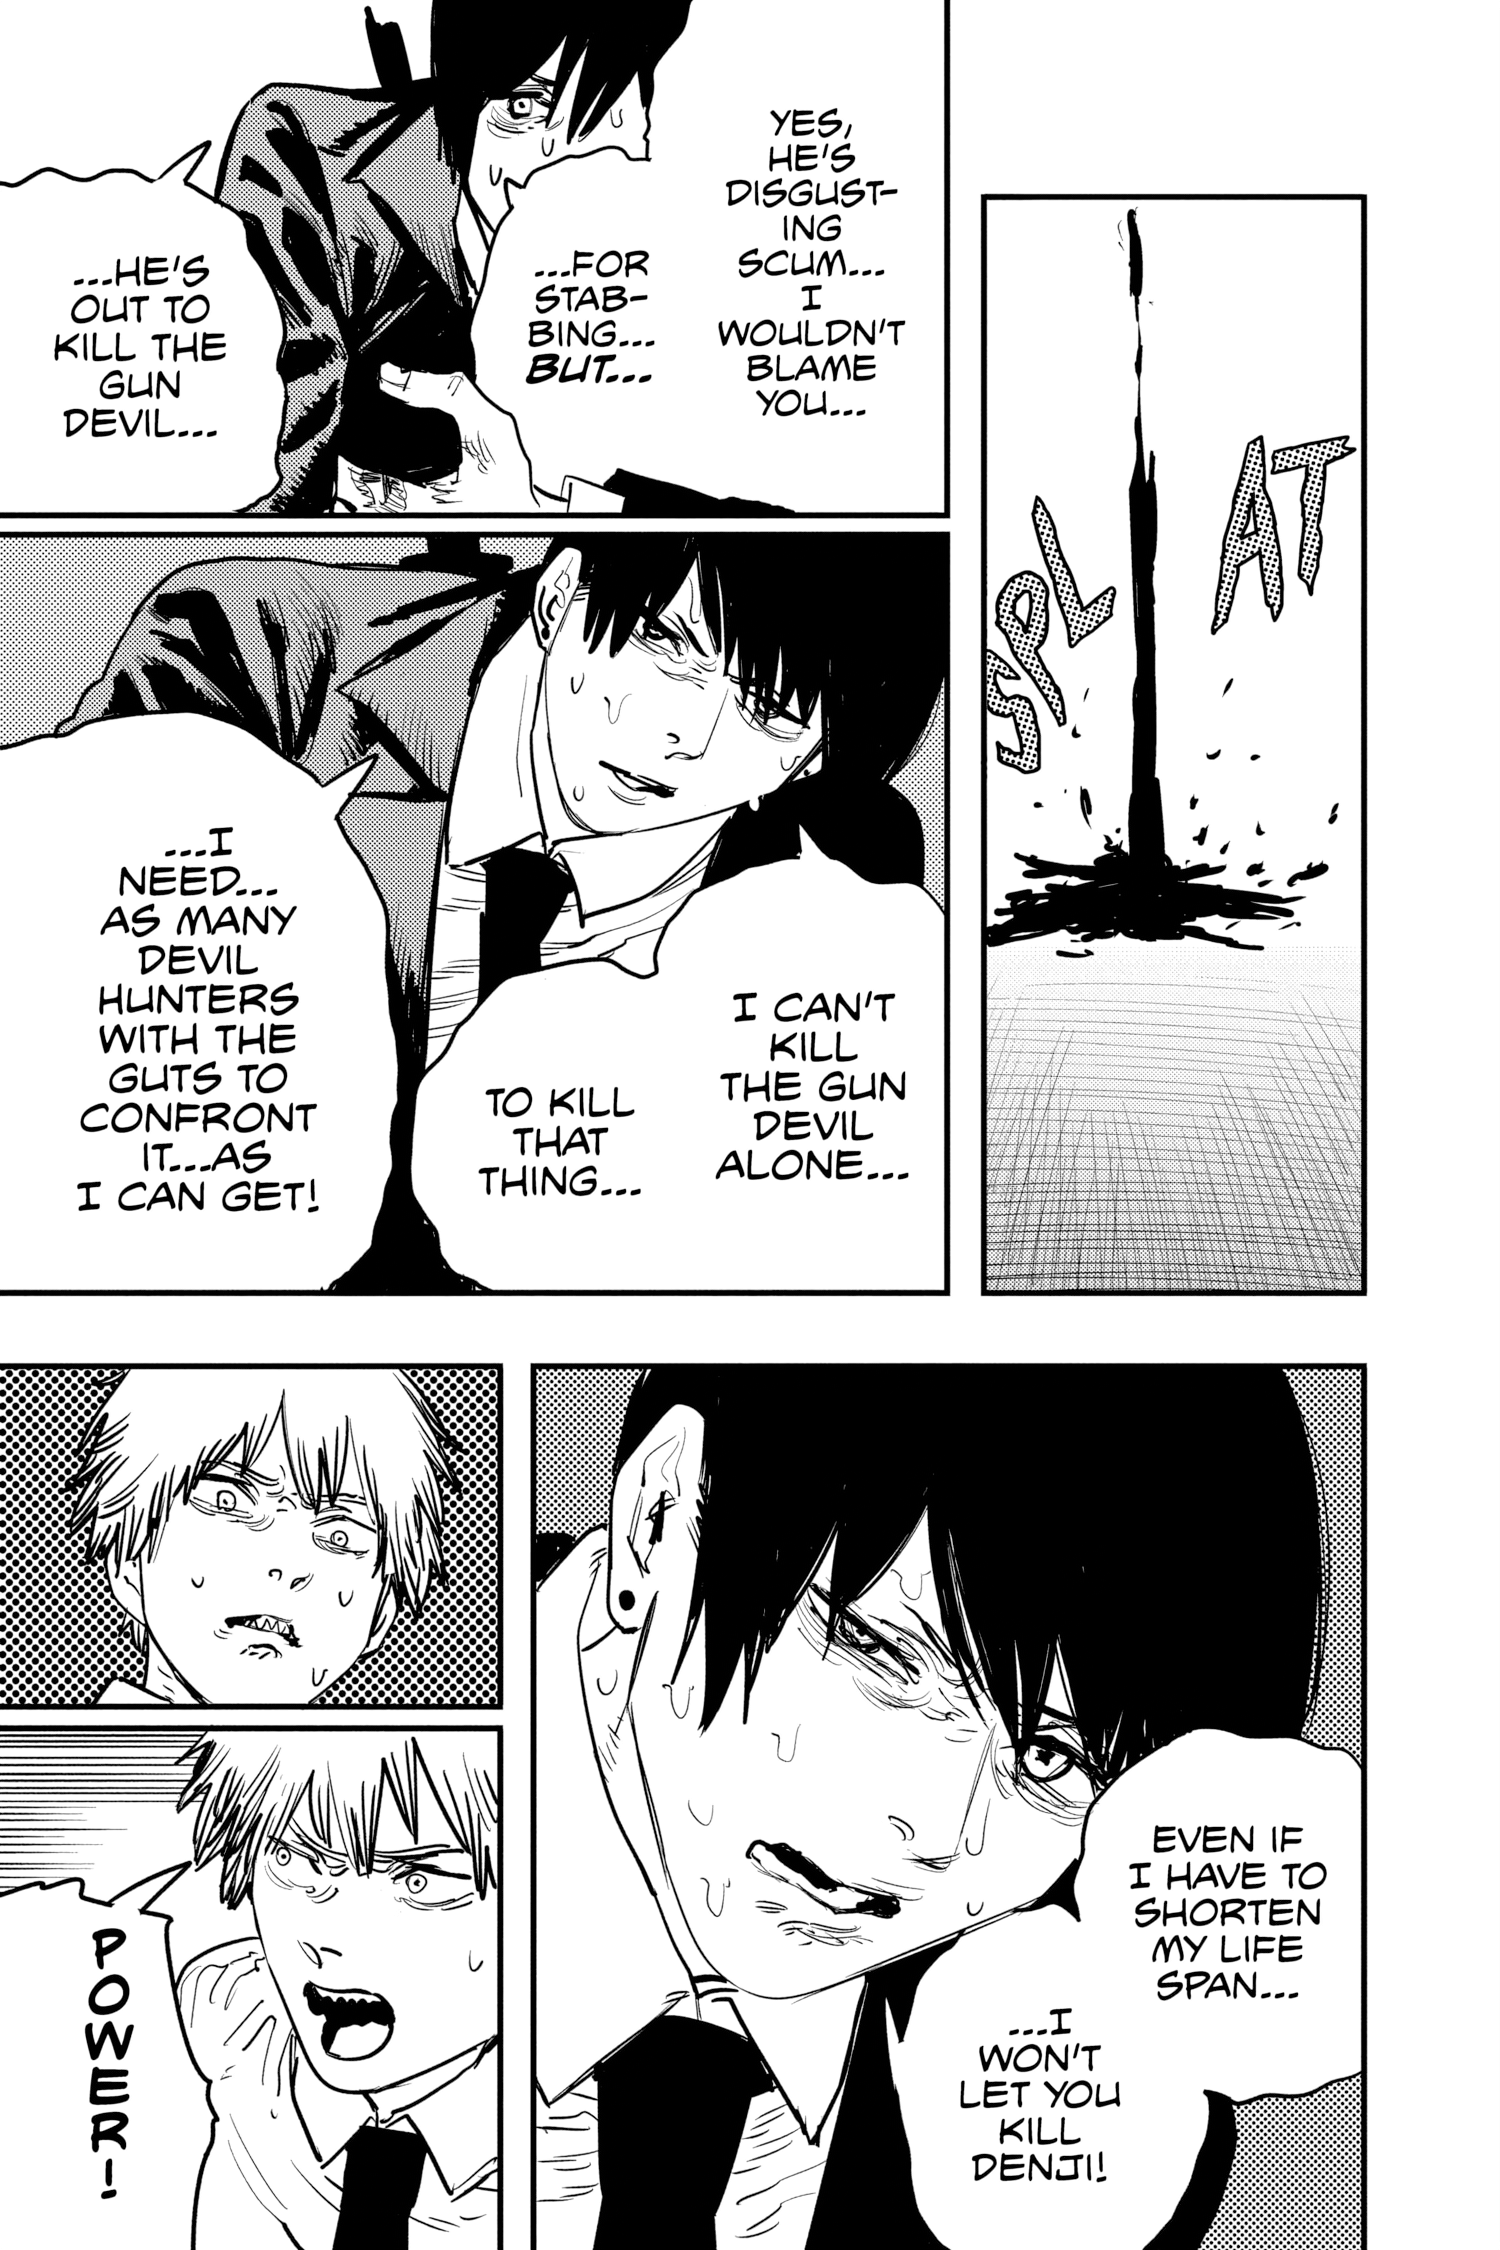 SPL
AT
YES,
HE'S
DISGUST-
ING
SCUM...
I
WOULDN'T
BLAME
YOU...
...FOR
STAB-
BING...
BUT...
...HE'S
OUT TO
KILL THE
GUN
DEVIL...
I CAN'T
KILL
THE GUN
DEVIL
ALONE...
TO KILL
THAT
THING...
...I
NEED...
AS MANY
DEVIL
HUNTERS
WITH THE
GUTS TO
CONFRONT
IT...AS
I CAN GET!
EVEN IF
I HAVE TO
SHORTEN
MY LIFE
SPAN...
...I
WON'T
LET YOU
KILL
DENJI!
POWER!